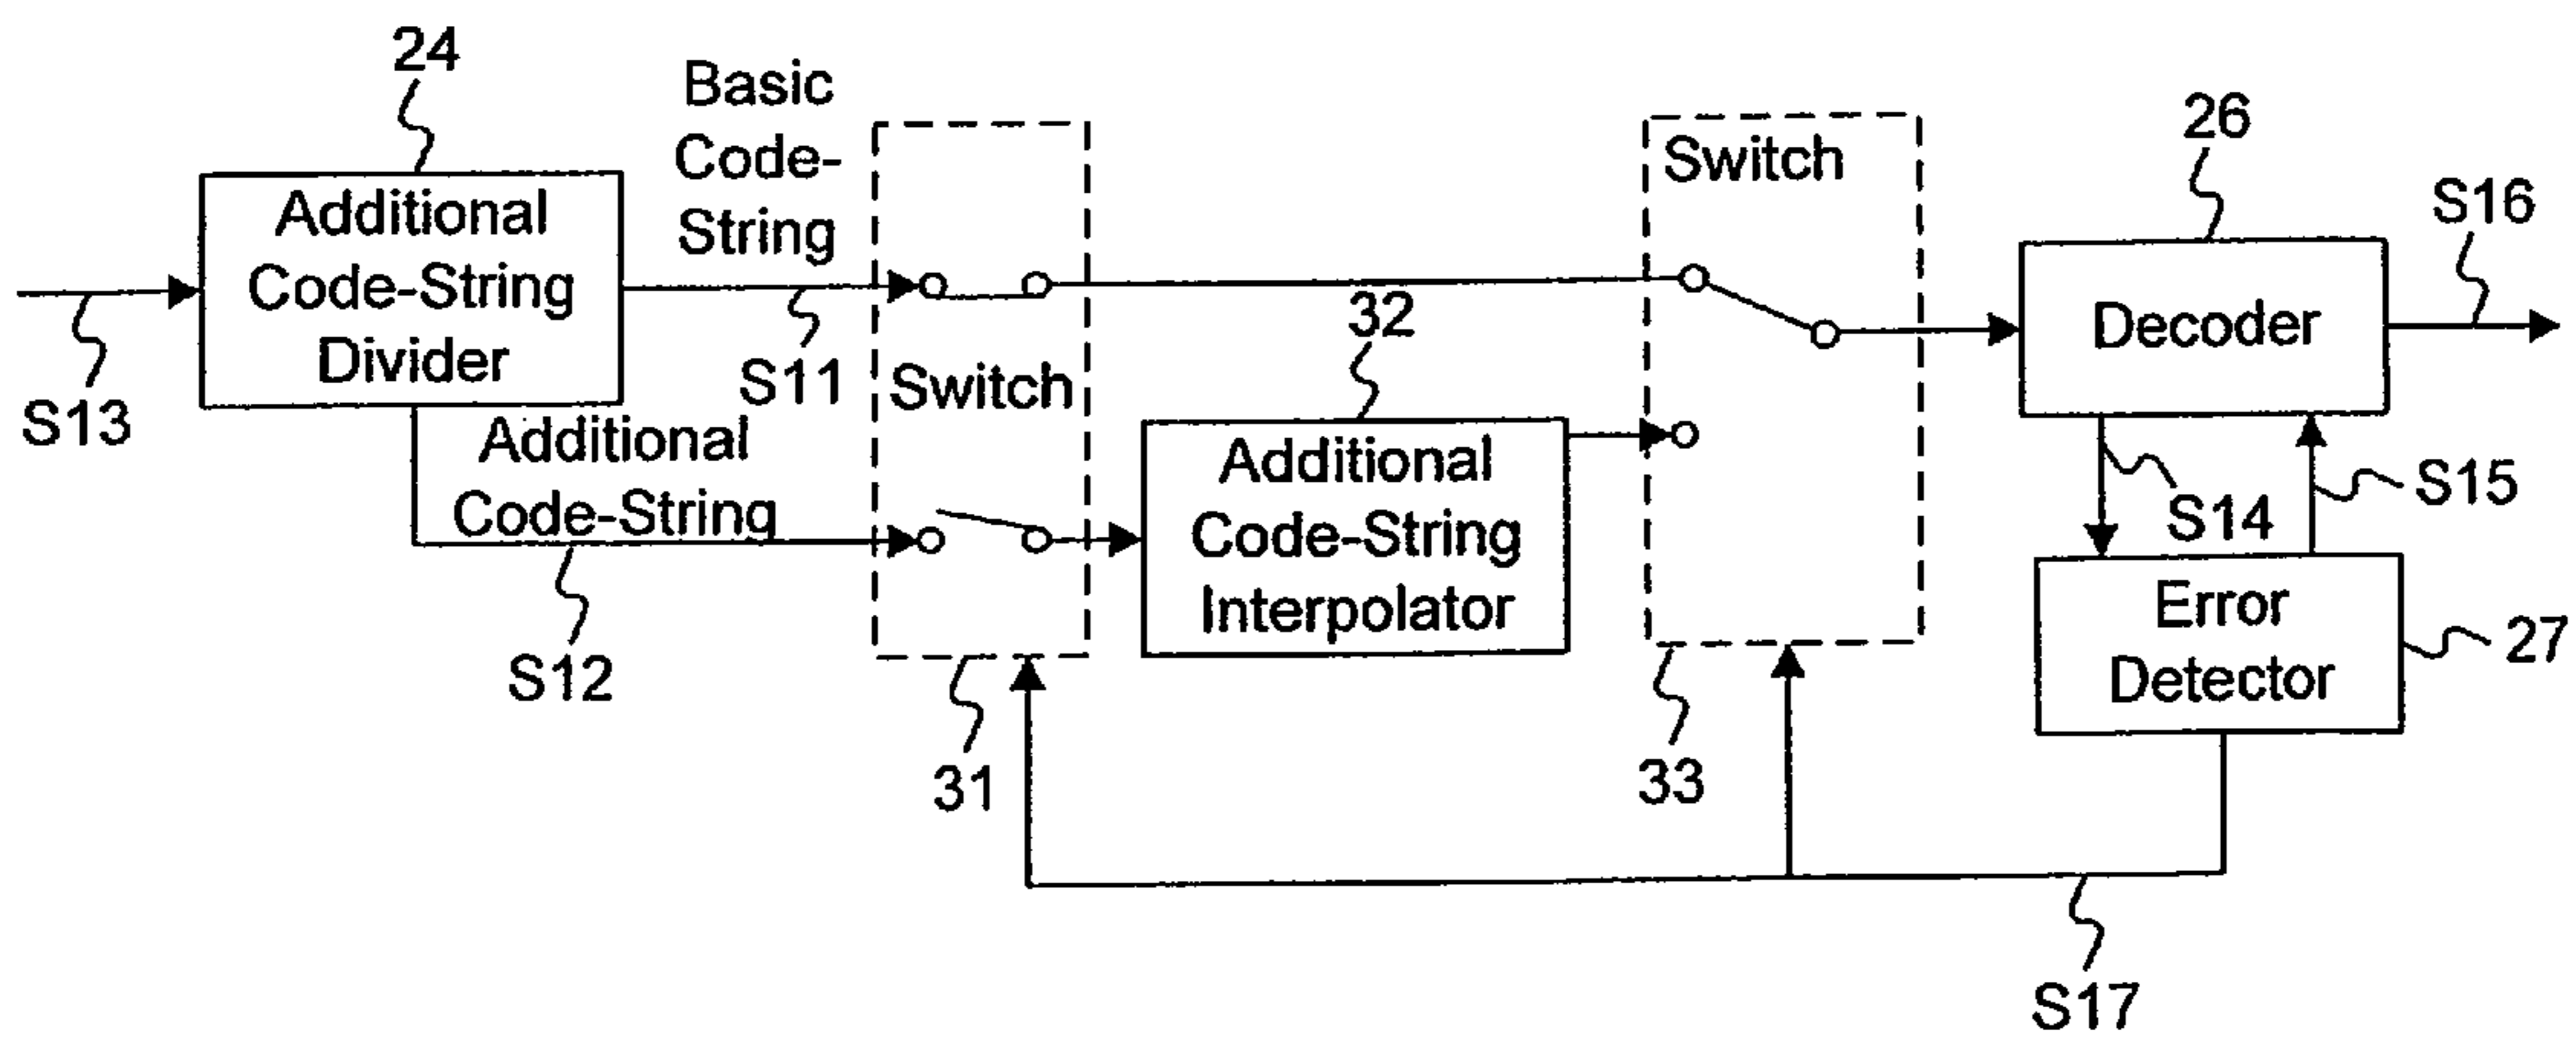 24
Basic
Code-
String
Additional
Code-String
Divider
S13
S11
Switch
Additional
Code-String
S12
31
32
Additional
Code-String
Interpolator
Switch
33
26
Decoder
S16
S14
S15
Error
Detector
27
S17